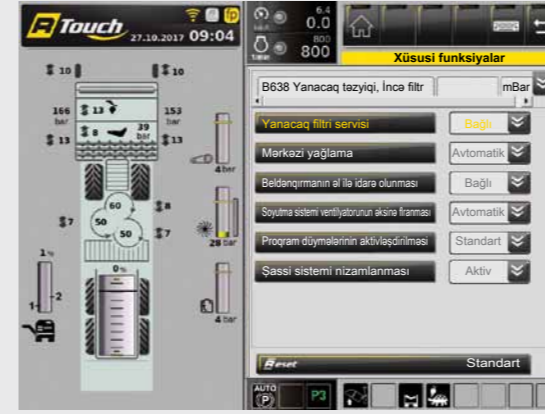 R Touch
27.10.2017 09:04
fp
10
10
166 bar
13
153 bar
8
39 bar
13
13
4 bar
60
50
50
8
7
7
28 bar
1 %
0 %
1
2
4 bar
6.4
0.0
800
800
Xüsusi funksiyalar
B638 Yanacaq təzyiqi, İncə filtr
mBar
Yanacaq filtri servisi
Bağlı
Mərkəzi yağlama
Avtomatik
Beldənqırmanın əl ilə idarə olunması
Bağlı
Soyutma sistemi ventilyatorunun əksinə fıranması
Avtomatik
Proqram düymələrinin aktivləşdirilməsi
Standart
Şassi sistemi nizamlanması
Aktiv
Reset
Standart
AUTO
P
P3